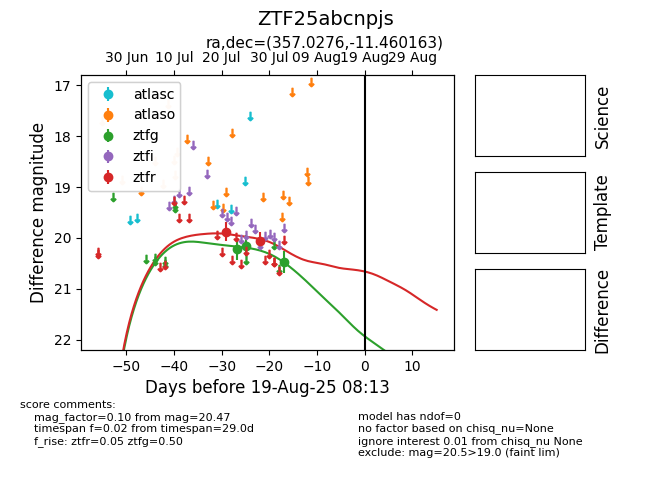 ZTF25abcnpjs
ra,dec=(357.0276,-11.460163)
30 Jun 10 Jul 20 Jul 30 Jul 09 Aug 19 Aug 29 Aug
17
18
19
20
21
22
Difference magnitude
atlasc
atlaso
ztfg
ztfi
ztfr
−50 −40 −30 −20 −10 0 10
Days before 19-Aug-25 08:13
Science
Template
Difference
score comments:
mag_factor=0.10 from mag=20.47
timespan f=0.02 from timespan=29.0d
f_rise: ztfr=0.05 ztfg=0.50
model has ndof=0
no factor based on chisq_nu=None
ignore interest 0.01 from chisq_nu None
exclude: mag=20.5>19.0 (faint lim)